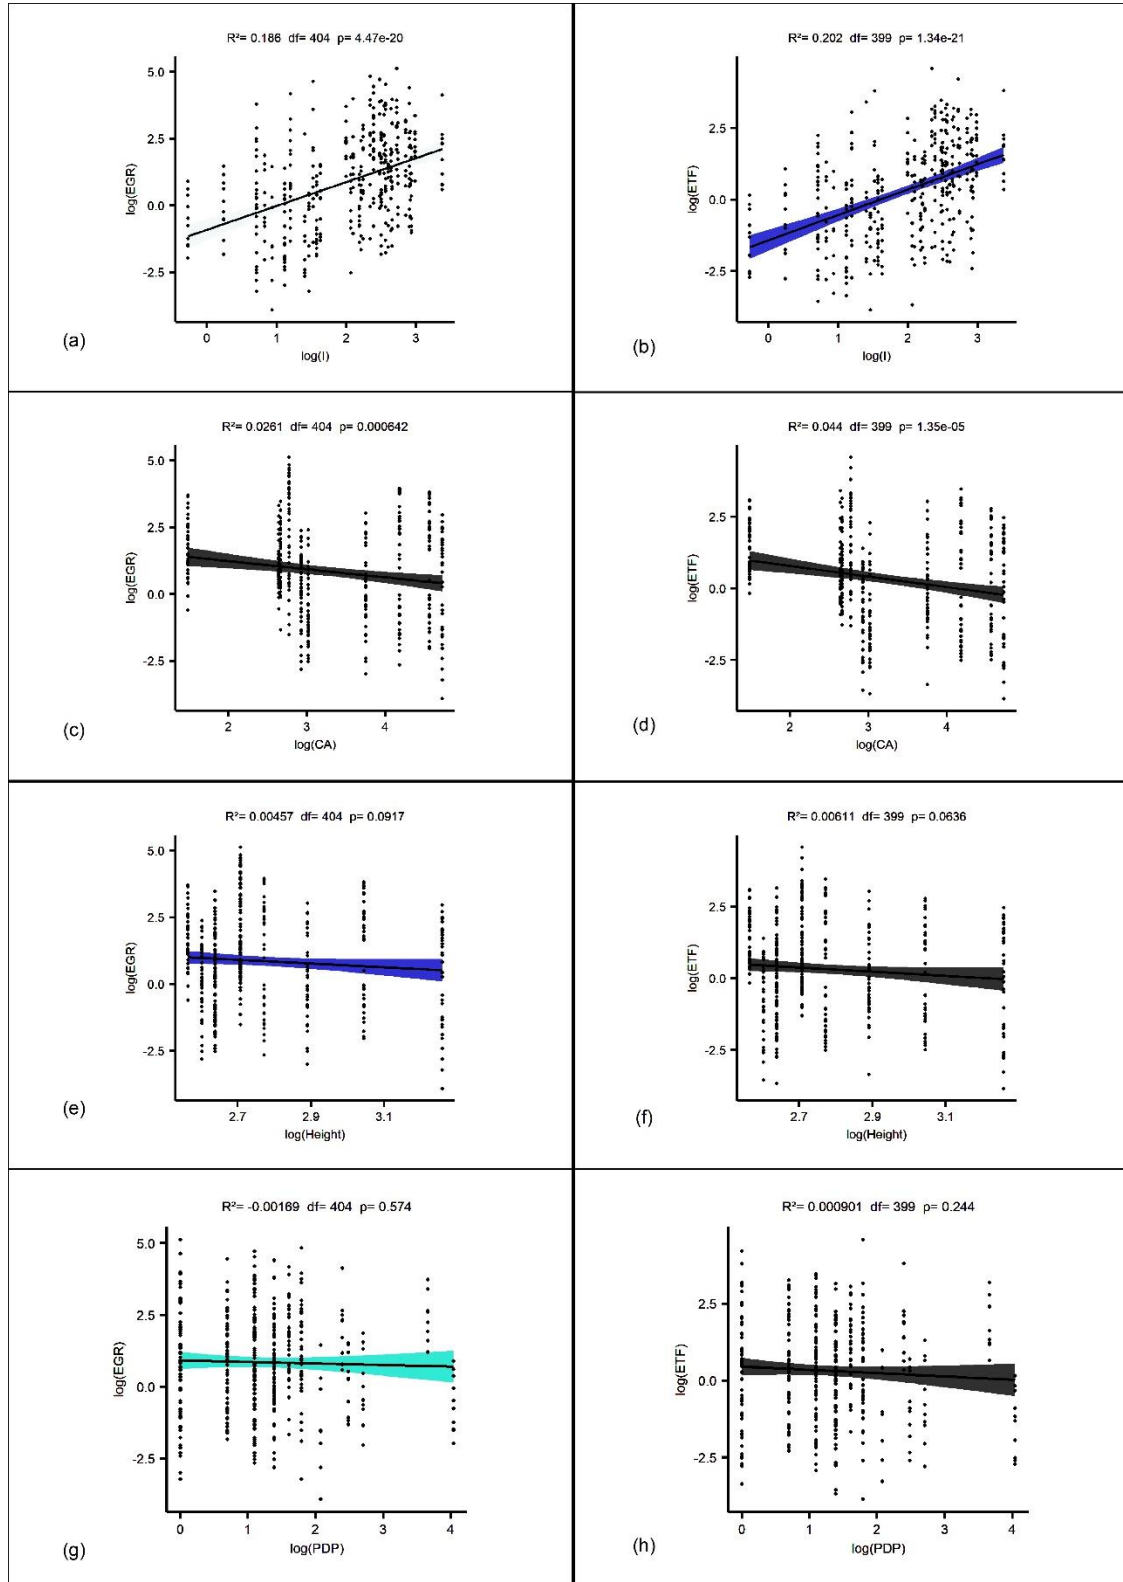 R²= 0.186 df= 404 p= 4.47e-20
5.0
2.5
0.0
-2.5
log(EGR)
0 1 2 3
log(I)
(a)
R²= 0.202 df= 399 p= 1.34e-21
2.5
0.0
-2.5
log(ETF)
0 1 2 3
log(I)
(b)
R²= 0.0261 df= 404 p= 0.000642
5.0
2.5
0.0
-2.5
log(EGR)
2 3 4
log(CA)
(c)
R²= 0.044 df= 399 p= 1.35e-05
2.5
0.0
-2.5
log(ETF)
2 3 4
log(CA)
(d)
R²= 0.00457 df= 404 p= 0.0917
5.0
2.5
0.0
-2.5
log(EGR)
2.7 2.9 3.1
log(Height)
(e)
R²= 0.00611 df= 399 p= 0.0636
2.5
0.0
-2.5
log(ETF)
2.7 2.9 3.1
log(Height)
(f)
R²= -0.00169 df= 404 p= 0.574
5.0
2.5
0.0
-2.5
log(EGR)
0 1 2 3 4
log(PDP)
(g)
R²= 0.000901 df= 399 p= 0.244
2.5
0.0
-2.5
log(ETF)
0 1 2 3 4
log(PDP)
(h)